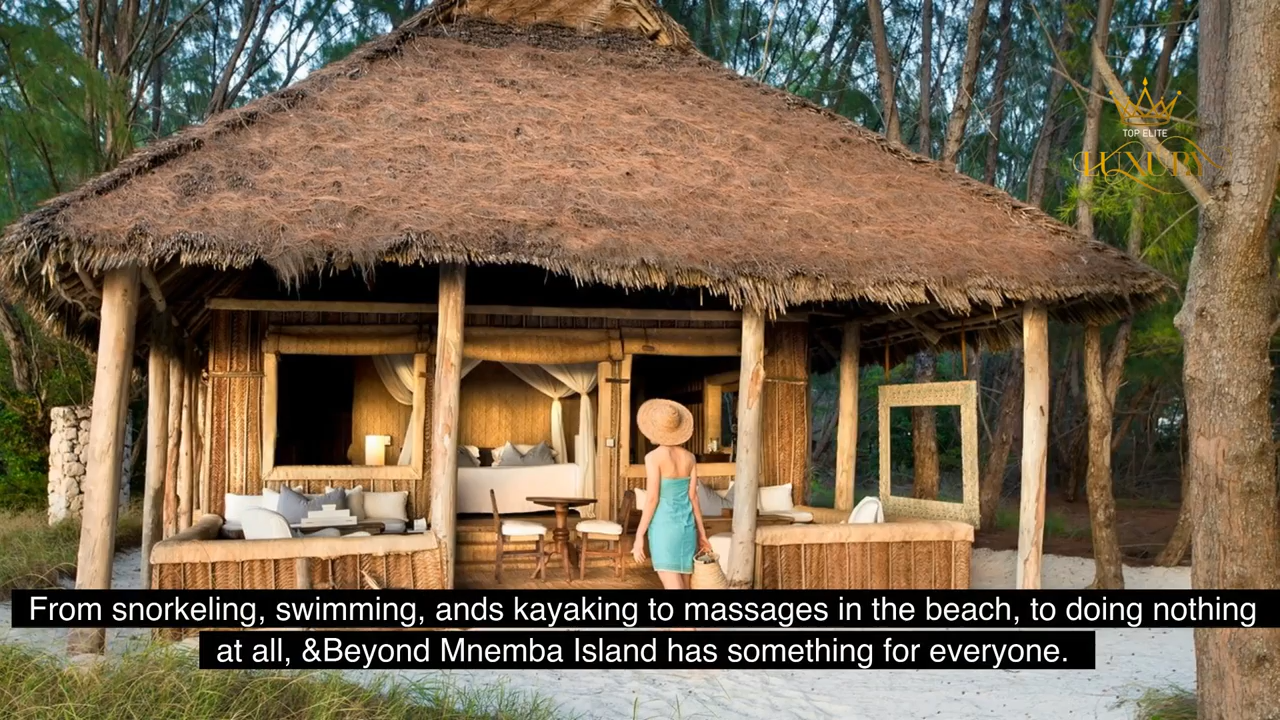 TOP ELITE
LUXURY
From snorkeling, swimming, ands kayaking to massages in the beach, to doing nothing
at all, &Beyond Mnemba Island has something for everyone.